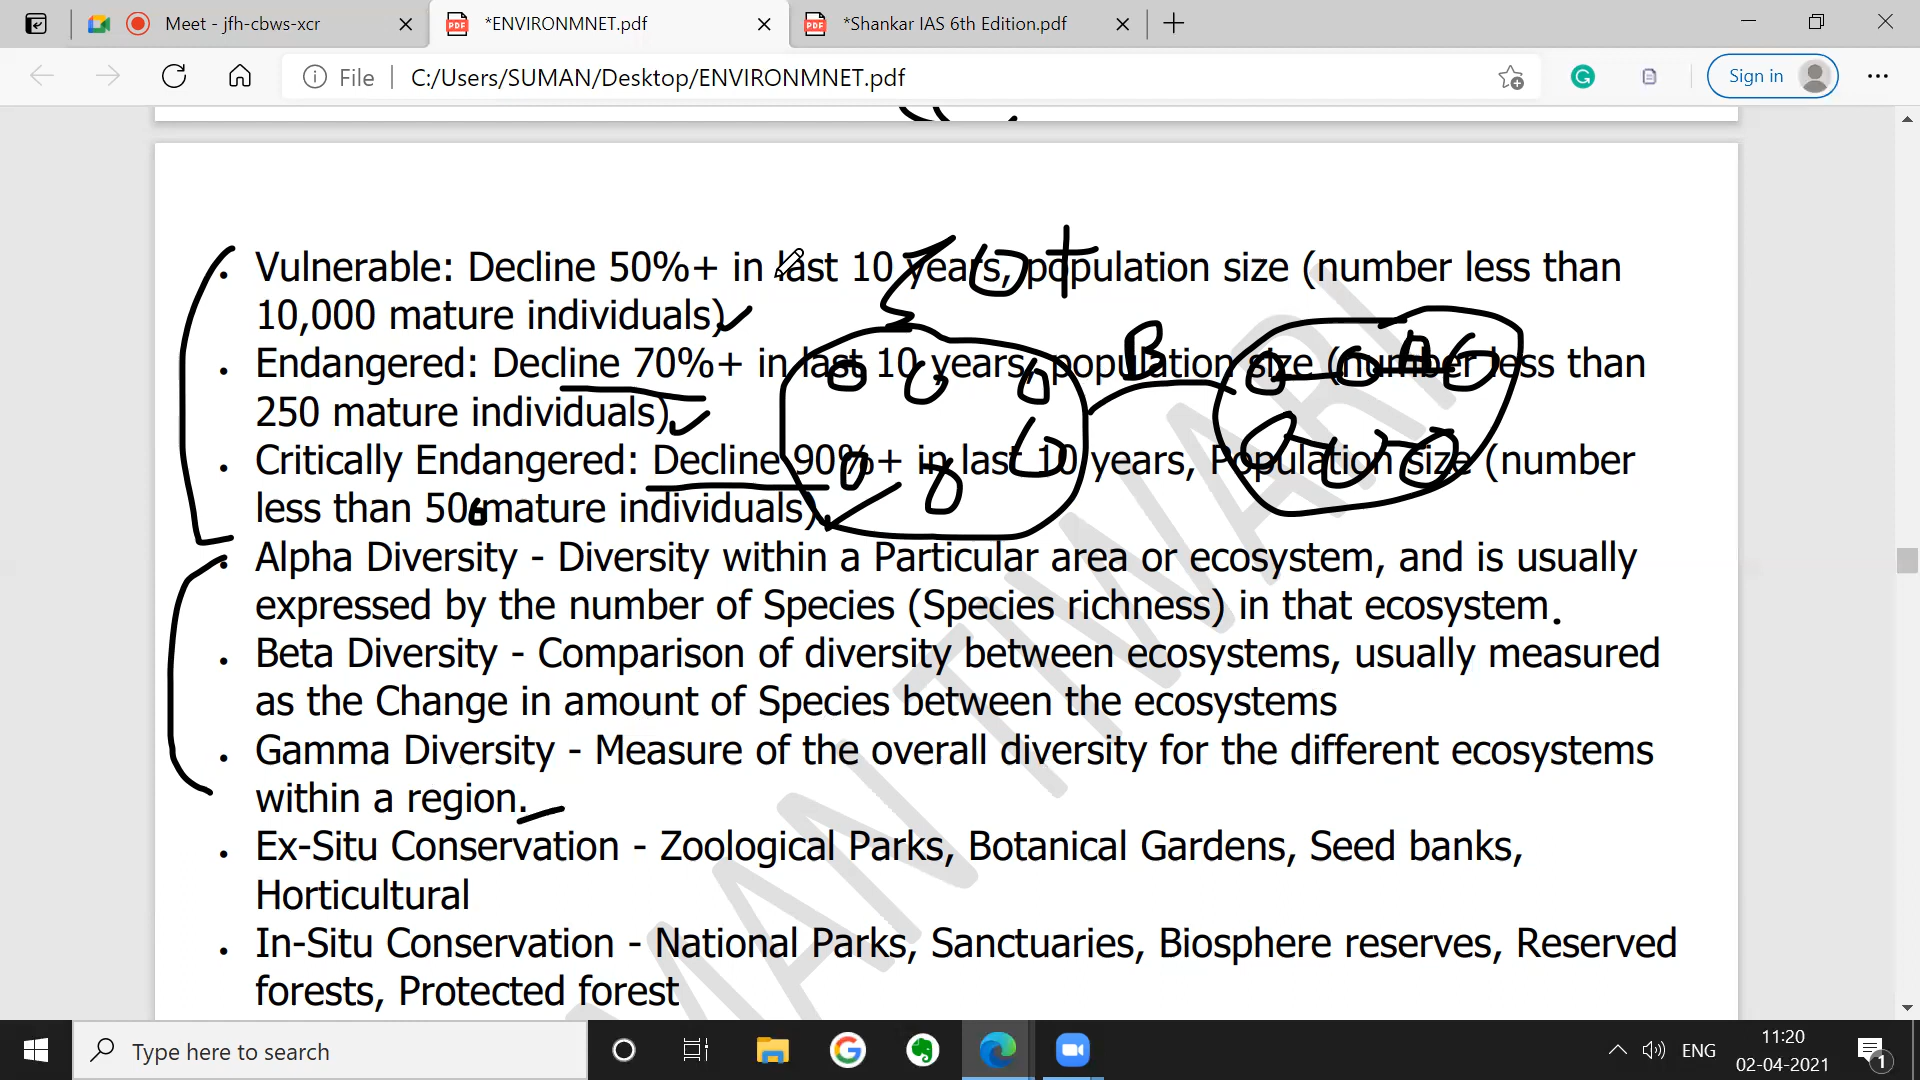 Meet - jfh-cbws-xcr
*ENVIRONMNET.pdf
*Shankar IAS 6th Edition.pdf
File
C:/Users/SUMAN/Desktop/ENVIRONMNET.pdf
Sign in
Vulnerable: Decline 50%+ in last 10 years, population size (number less than
10,000 mature individuals)
Endangered: Decline 70%+ in last 10 years, population size (number less than
250 mature individuals)
B
Critically Endangered: Decline 90%+ in last 10 years, Population size (number
less than 50 mature individuals)
Alpha Diversity - Diversity within a Particular area or ecosystem, and is usually
expressed by the number of Species (Species richness) in that ecosystem.
Beta Diversity - Comparison of diversity between ecosystems, usually measured
as the Change in amount of Species between the ecosystems
Gamma Diversity - Measure of the overall diversity for the different ecosystems
within a region.
Ex-Situ Conservation - Zoological Parks, Botanical Gardens, Seed banks,
Horticultural
In-Situ Conservation - National Parks, Sanctuaries, Biosphere reserves, Reserved
forests, Protected forest
MAN TIWARI
Type here to search
ENG
11:20
02-04-2021
1